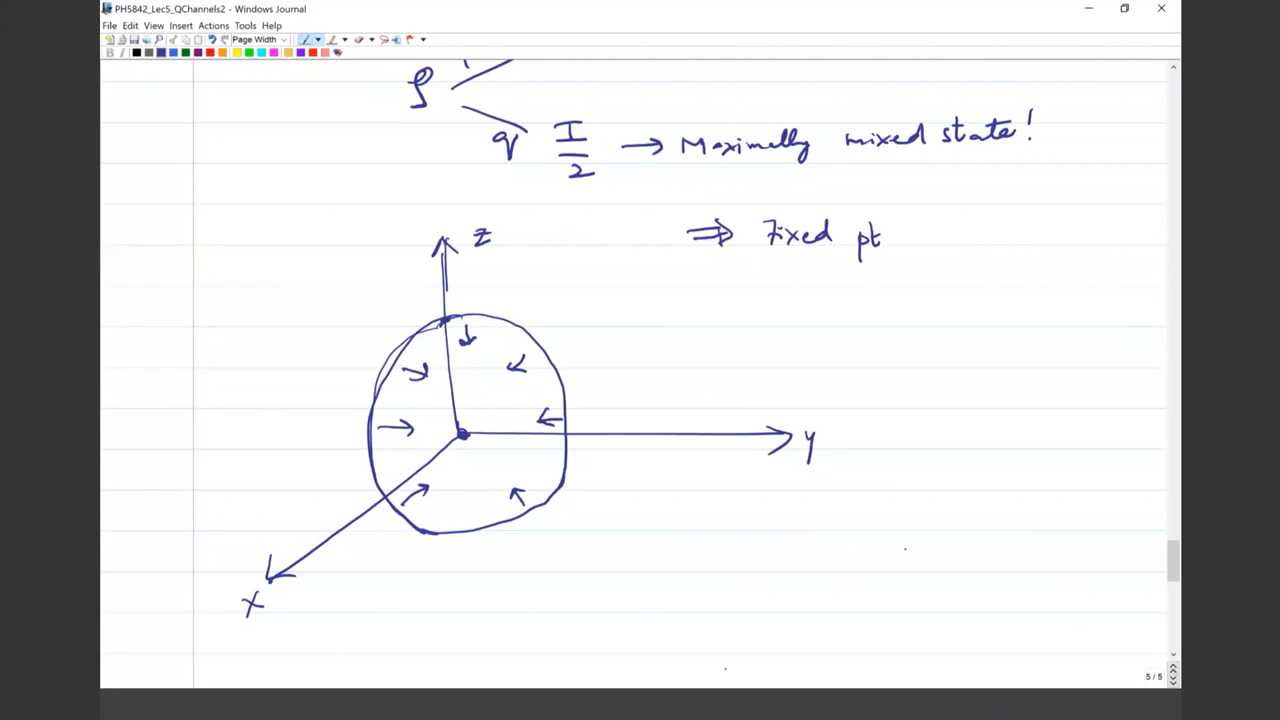 PH5842_Lec5_QChannels2 - Windows Journal
File Edit View Insert Actions Tools Help
Page Width
B I
ρ
q I/2 → Maximally mixed state!
⇒ Fixed pt
z
y
x
5 / 5